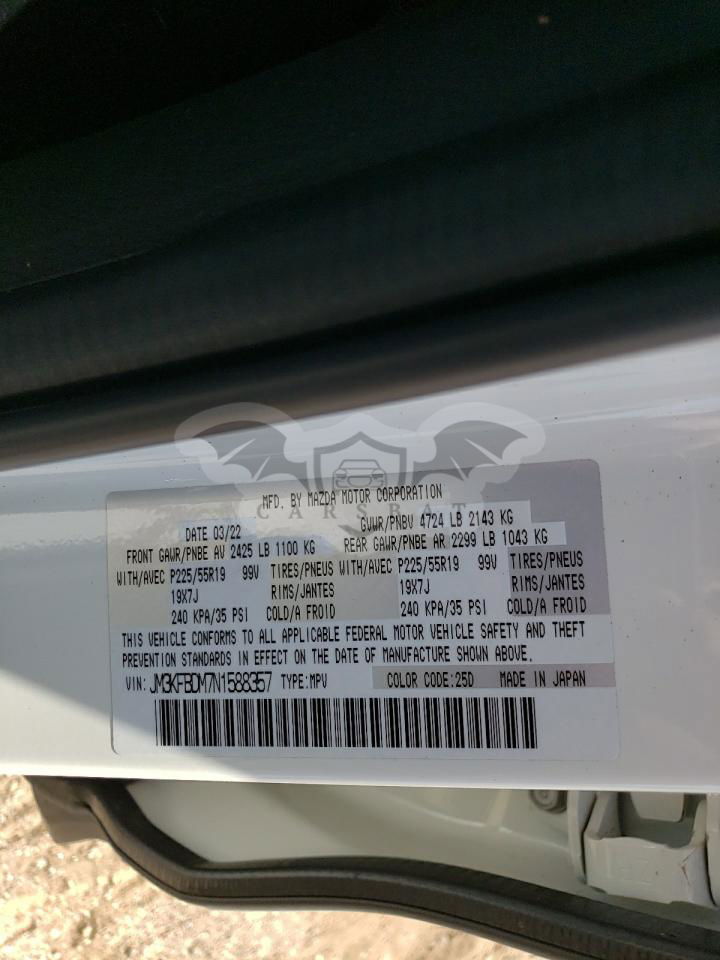 MFD. BY MAZDA MOTOR CORPORATION
CARSBAT
DATE 03/22 GVWR/PNBV 4724 LB 2143 KG
FRONT GAWR/PNBE AV 2425 LB 1100 KG REAR GAWR/PNBE AR 2299 LB 1043 KG
WITH/AVEC P225/55R19 99V TIRES/PNEUS WITH/AVEC P225/55R19 99V TIRES/PNEUS
19X7J RIMS/JANTES 19X7J RIMS/JANTES
240 KPA/35 PSI COLD/A FROID 240 KPA/35 PSI COLD/A FROID
THIS VEHICLE CONFORMS TO ALL APPLICABLE FEDERAL MOTOR VEHICLE SAFETY AND THEFT
PREVENTION STANDARDS IN EFFECT ON THE DATE OF MANUFACTURE SHOWN ABOVE.
VIN: JM3KFBDM7N1588357 TYPE:MPV COLOR CODE:25D MADE IN JAPAN